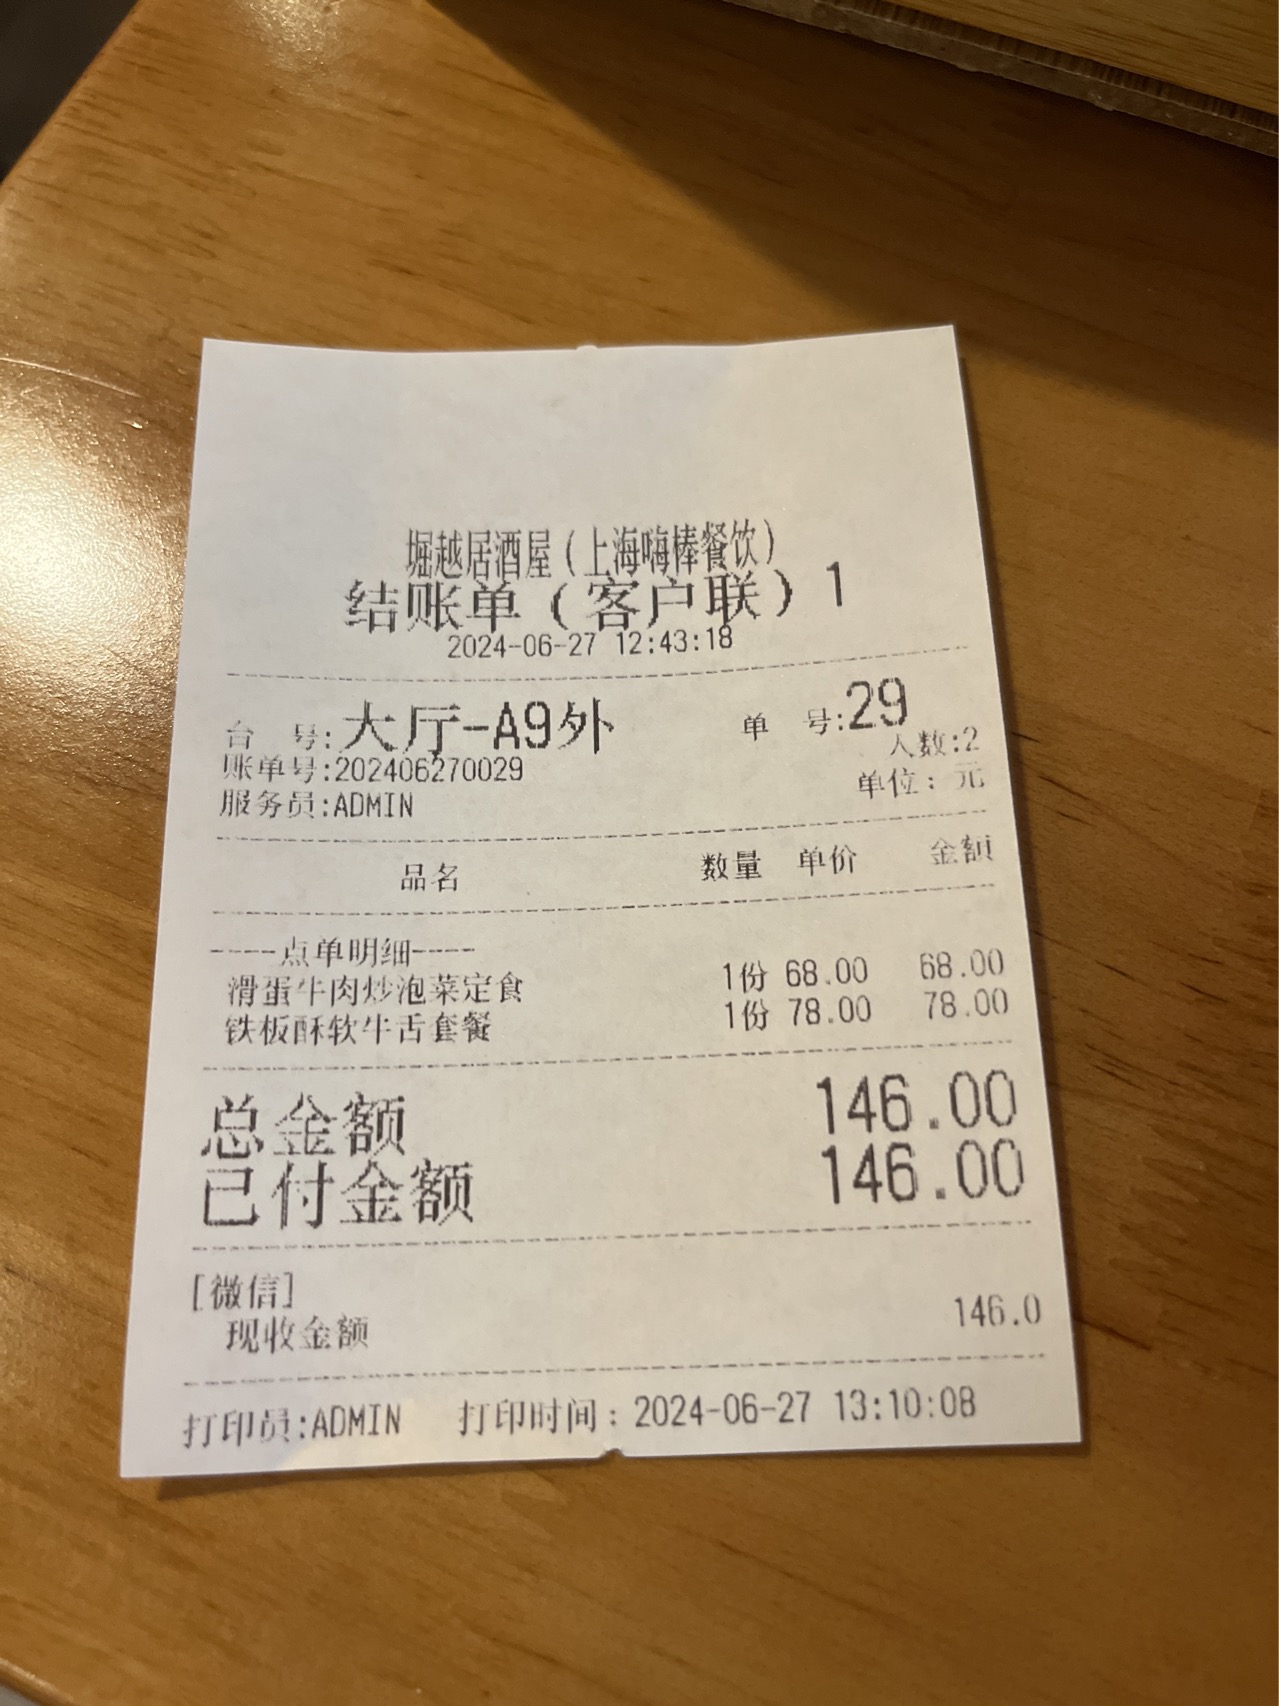 堀越居酒屋（上海嗨棒餐饮）
结账单（客户联）1
2024-06-27 12:43:18
台 号:大厅-A9外 单 号:29
人数:2
账单号:202406270029
单位：元
服务员:ADMIN
品名 数量 单价 金额
----点单明细----
滑蛋牛肉炒泡菜定食 1份 68.00 68.00
铁板酥软牛舌套餐 1份 78.00 78.00
总金额 146.00
已付金额 146.00
[微信]
现收金额 146.0
打印员:ADMIN 打印时间：2024-06-27 13:10:08